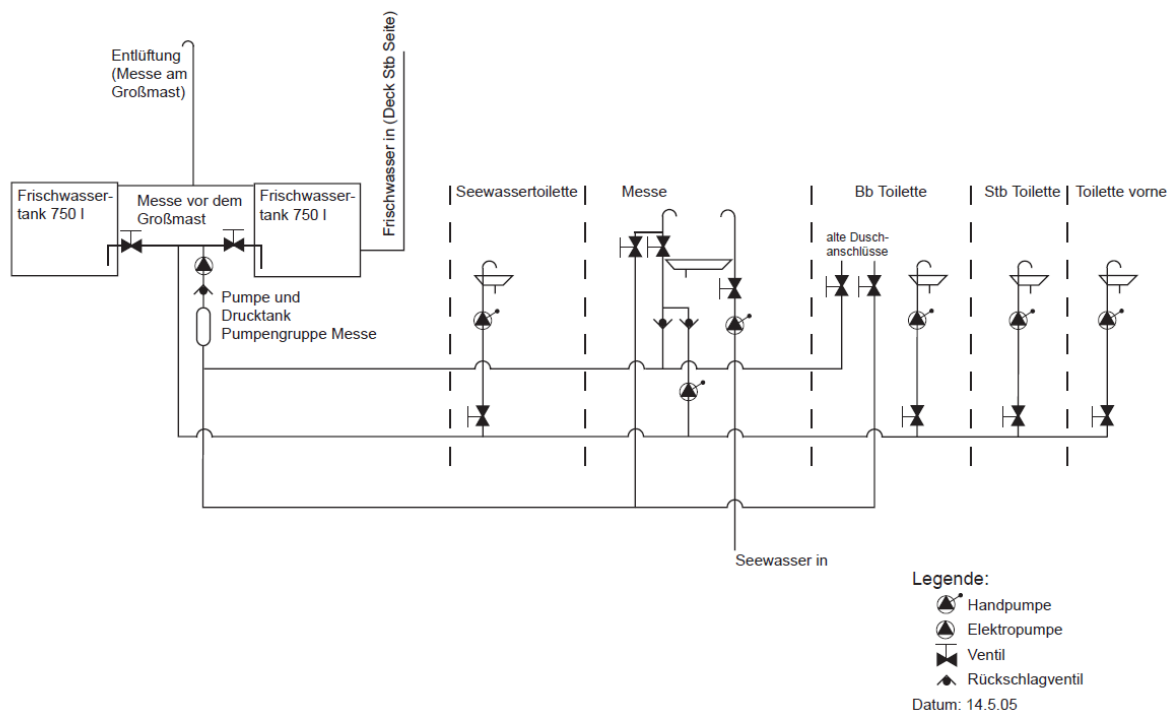 Entlüftung
(Messe am
Großmast)
Frischwasser in (Deck Stb Seite)
Frischwasser-
tank 750 l
Messe vor dem
Großmast
Frischwasser-
tank 750 l
Pumpe und
Drucktank
Pumpengruppe Messe
Seewassertoilette
Messe
Bb Toilette
Stb Toilette
Toilette vorne
alte Dusch-
anschlüsse
Seewasser in
Legende:
Handpumpe
Elektropumpe
Ventil
Rückschlagventil
Datum: 14.5.05